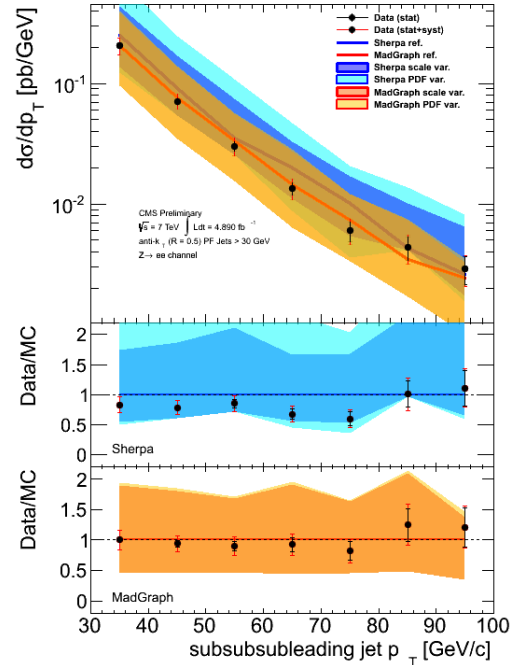 dσ/dp_T [pb/GeV]
10⁻¹
10⁻²
Data (stat)
Data (stat+syst)
Sherpa ref.
MadGraph ref.
Sherpa scale var.
Sherpa PDF var.
MadGraph scale var.
MadGraph PDF var.
CMS Preliminary
√s = 7 TeV ∫ Ldt = 4.890 fb⁻¹
anti-k_T (R = 0.5) PF Jets > 30 GeV
Z→ ee channel
Data/MC
2
1.5
1
0.5
0
Sherpa
Data/MC
2
1.5
1
0.5
0
MadGraph
30 40 50 60 70 80 90 100
subsubsubleading jet p_T [GeV/c]